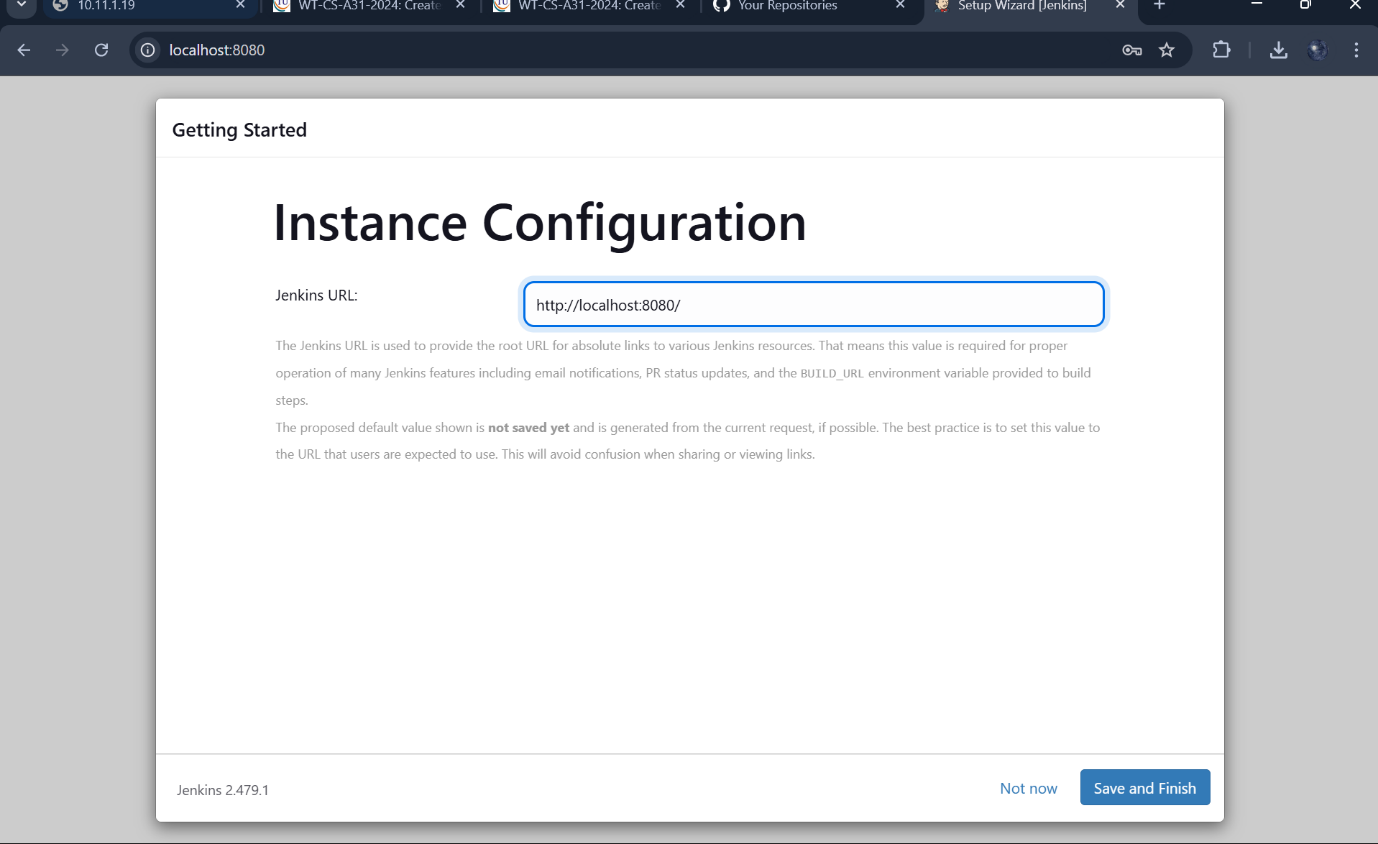 10.11.1.19
WT-CS-A31-2024: Create
WT-CS-A31-2024: Create
Your Repositories
Setup Wizard [Jenkins]
localhost:8080
Getting Started
Instance Configuration
Jenkins URL:
http://localhost:8080/
The Jenkins URL is used to provide the root URL for absolute links to various Jenkins resources. That means this value is required for proper
operation of many Jenkins features including email notifications, PR status updates, and the BUILD_URL environment variable provided to build
steps.
The proposed default value shown is not saved yet and is generated from the current request, if possible. The best practice is to set this value to
the URL that users are expected to use. This will avoid confusion when sharing or viewing links.
Jenkins 2.479.1
Not now
Save and Finish